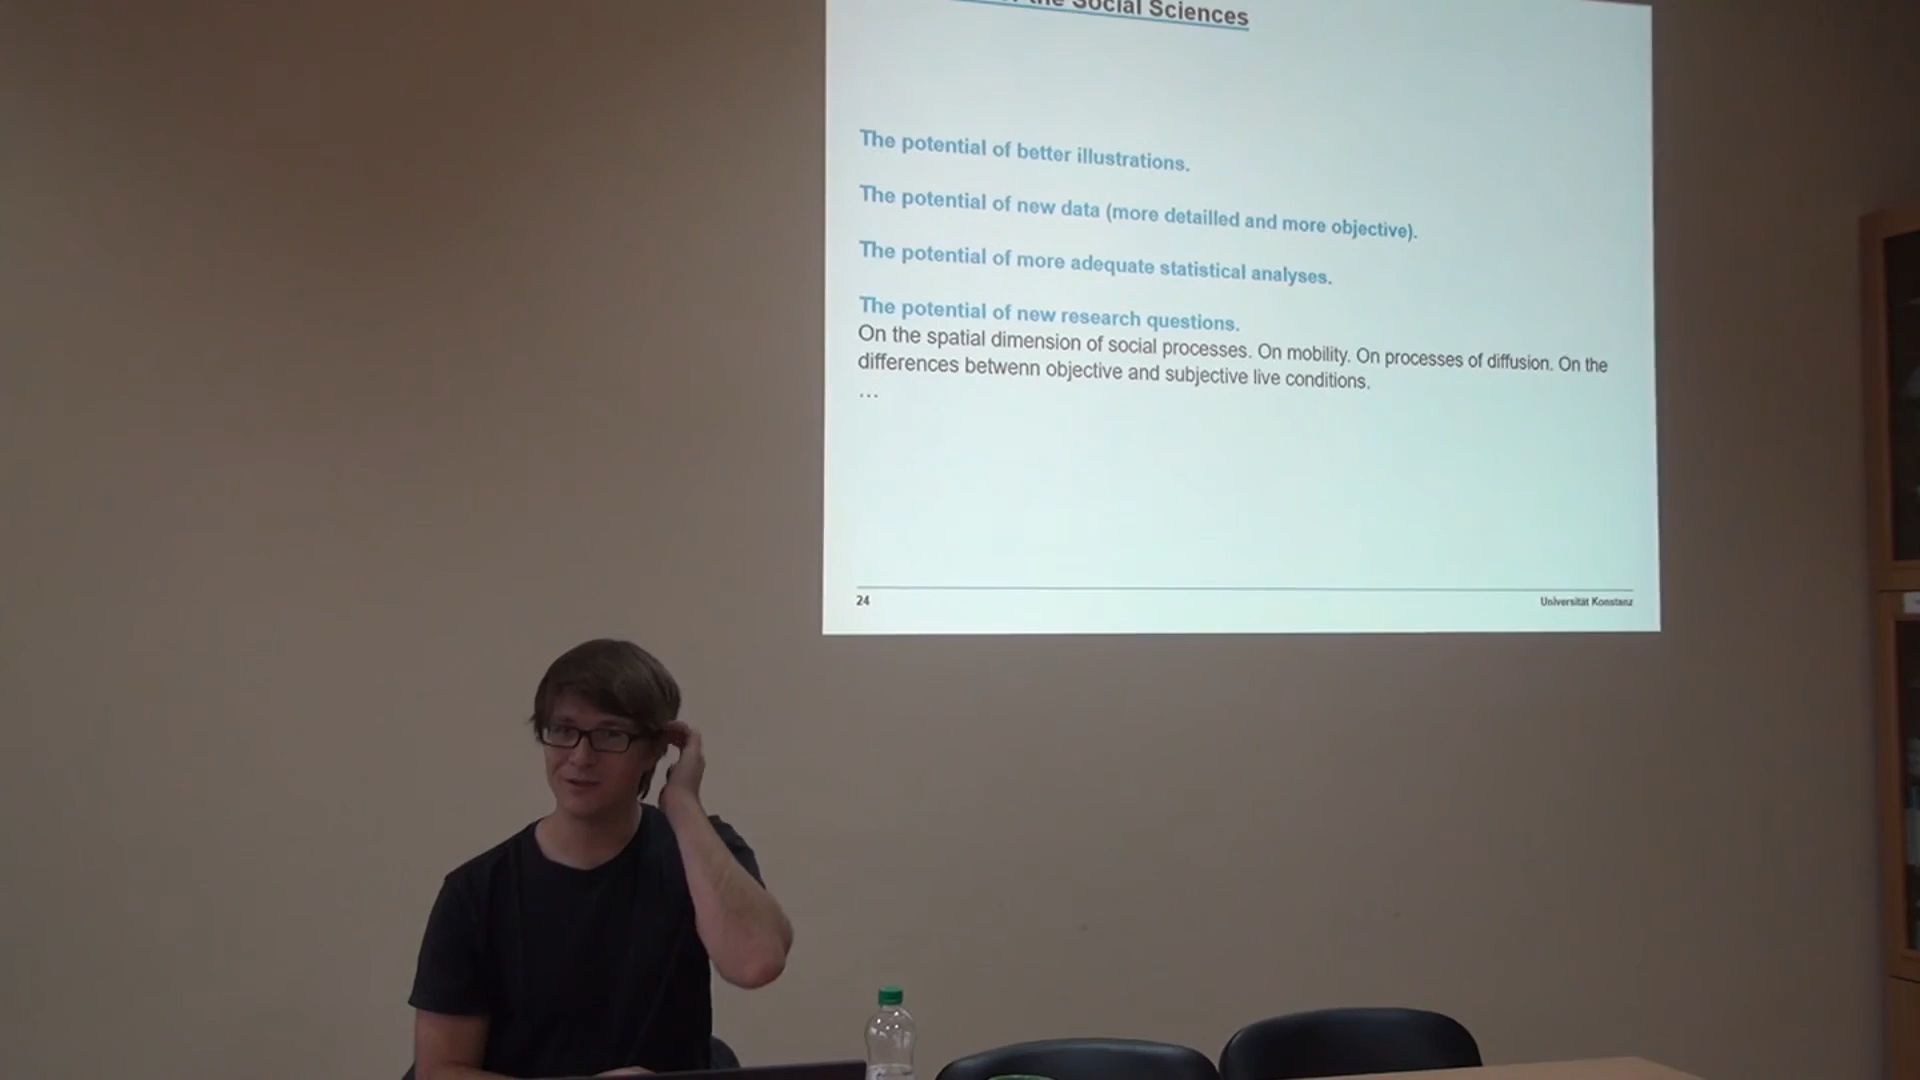 the Social Sciences
The potential of better illustrations.
The potential of new data (more detailled and more objective).
The potential of more adequate statistical analyses.
The potential of new research questions.
On the spatial dimension of social processes. On mobility. On processes of diffusion. On the
differences betwenn objective and subjective live conditions.
…
24
Universität Konstanz